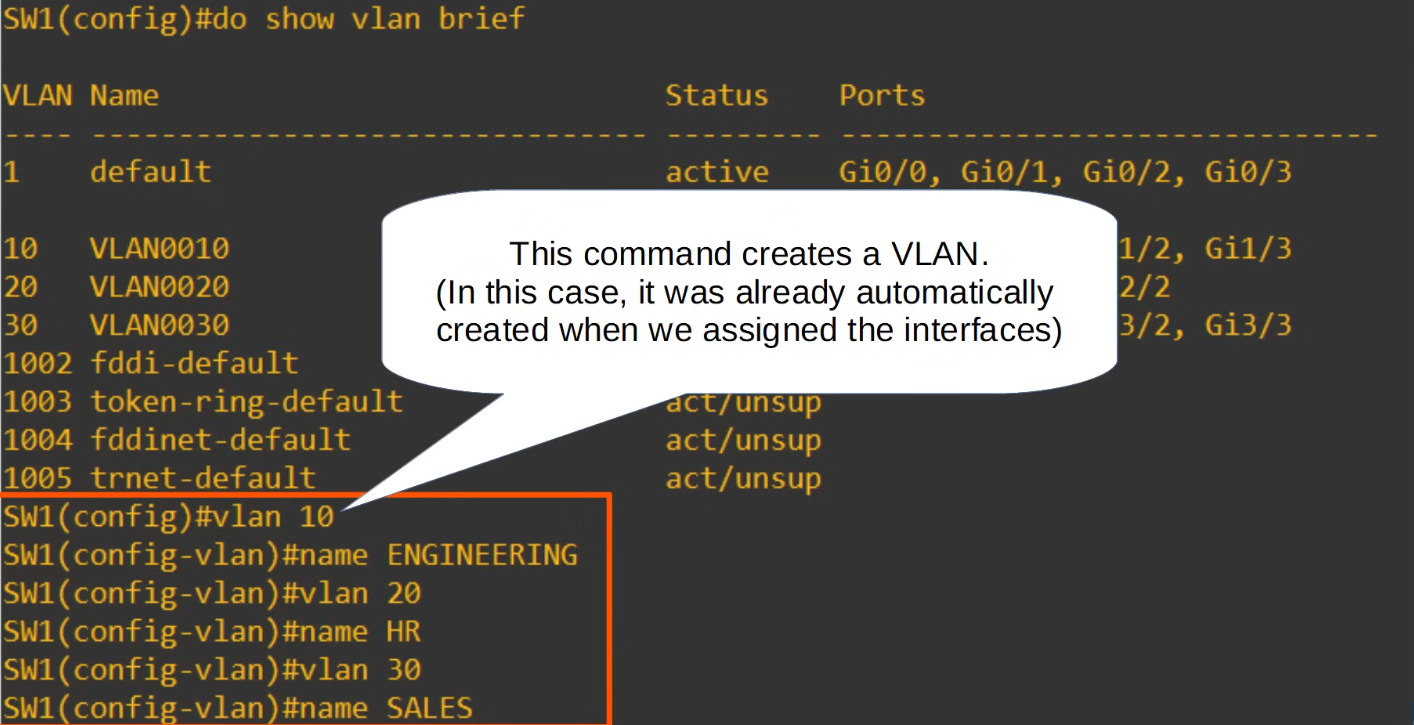 SW1(config)#do show vlan brief
VLAN Name Status Ports
---- -------------------------------- --------- -------------------------------
1 default active Gi0/0, Gi0/1, Gi0/2, Gi0/3
10 VLAN0010 1/2, Gi1/3
20 VLAN0020 2/2
30 VLAN0030 3/2, Gi3/3
1002 fddi-default
1003 token-ring-default act/unsup
1004 fddinet-default act/unsup
1005 trnet-default act/unsup
This command creates a VLAN.
(In this case, it was already automatically
created when we assigned the interfaces)
SW1(config)#vlan 10
SW1(config-vlan)#name ENGINEERING
SW1(config-vlan)#vlan 20
SW1(config-vlan)#name HR
SW1(config-vlan)#vlan 30
SW1(config-vlan)#name SALES